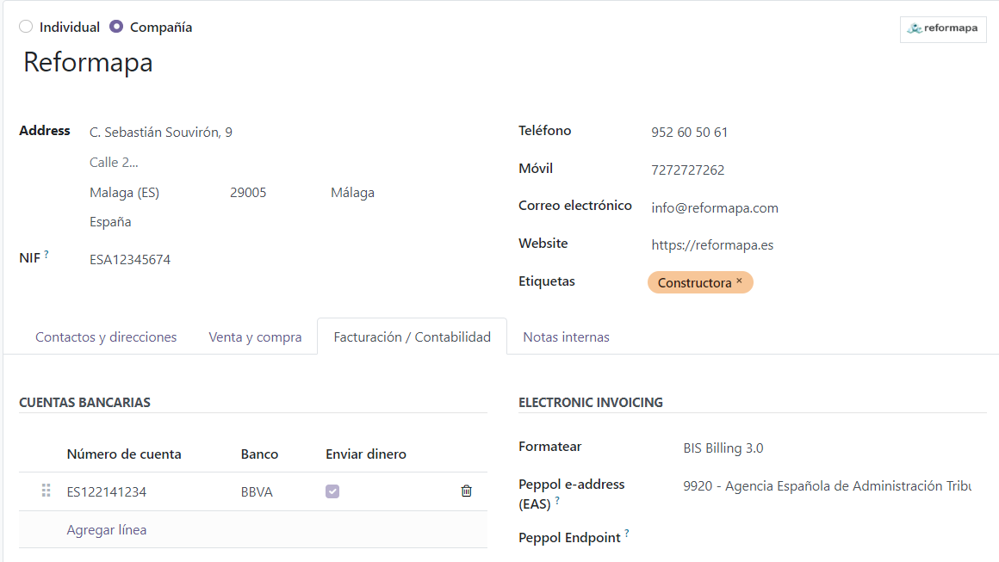 Individual Compañía
reformapa
Reformapa
Address C. Sebastián Souvirón, 9
Calle 2...
Malaga (ES) 29005 Málaga
España
NIF ? ESA12345674
Teléfono 952 60 50 61
Móvil 7272727262
Correo electrónico info@reformapa.com
Website https://reformapa.es
Etiquetas Constructora ×
Contactos y direcciones Venta y compra Facturación / Contabilidad Notas internas
CUENTAS BANCARIAS
Número de cuenta Banco Enviar dinero
ES122141234 BBVA
Agregar línea
ELECTRONIC INVOICING
Formatear BIS Billing 3.0
Peppol e-address 9920 - Agencia Española de Administración Tribu
(EAS) ?
Peppol Endpoint ?